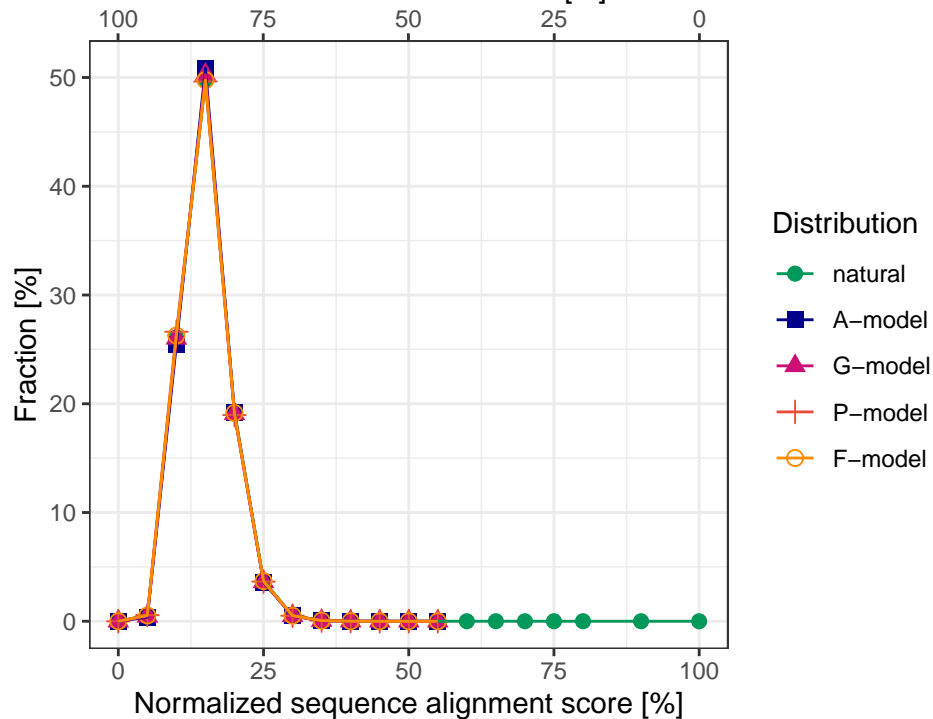 100 75 50 25 0
50
40
30
20
10
0
Fraction [%]
0 25 50 75 100
Normalized sequence alignment score [%]
Distribution
natural
A−model
G−model
P−model
F−model